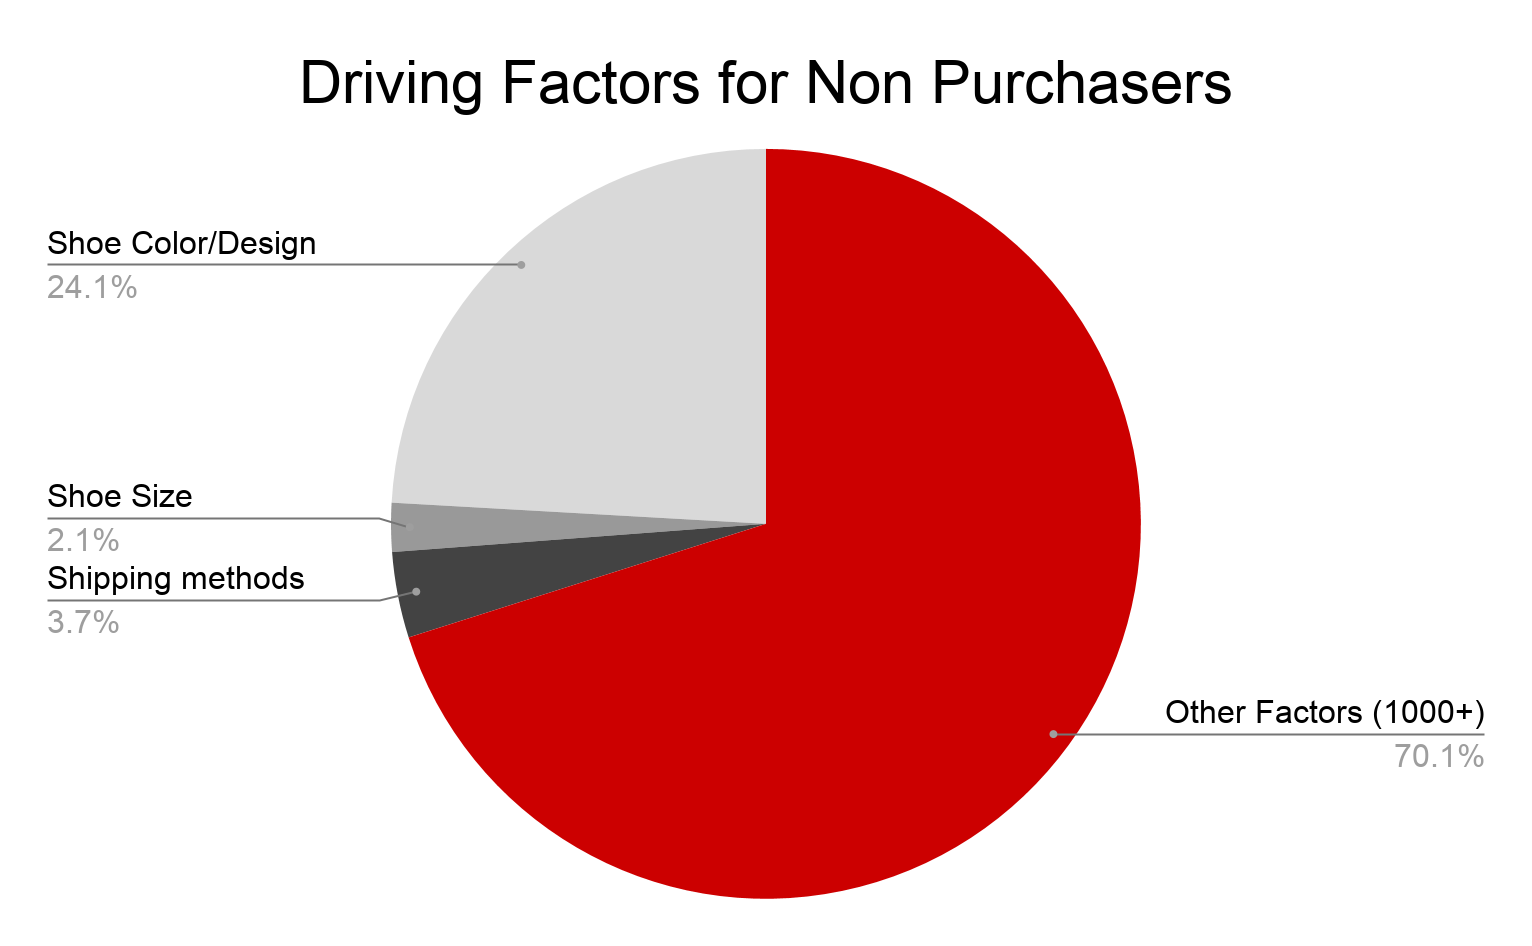 Driving Factors for Non Purchasers
Shoe Color/Design
24.1%
Shoe Size
2.1%
Shipping methods
3.7%
Other Factors (1000+)
70.1%